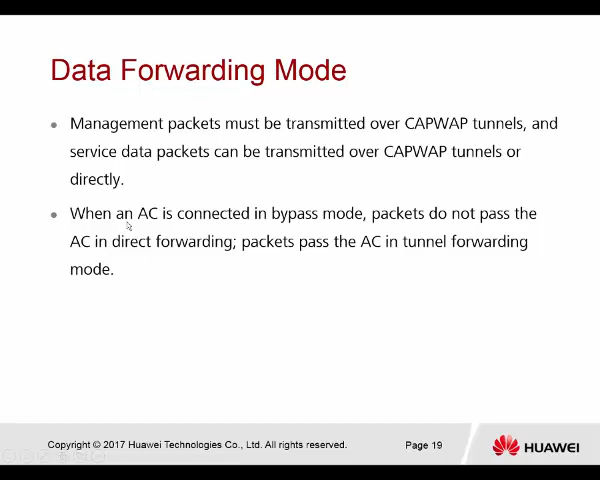 Data Forwarding Mode
Management packets must be transmitted over CAPWAP tunnels, and
service data packets can be transmitted over CAPWAP tunnels or
directly.
When an AC is connected in bypass mode, packets do not pass the
AC in direct forwarding; packets pass the AC in tunnel forwarding
mode.
Copyright © 2017 Huawei Technologies Co., Ltd. All rights reserved.
Page 19
HUAWEI